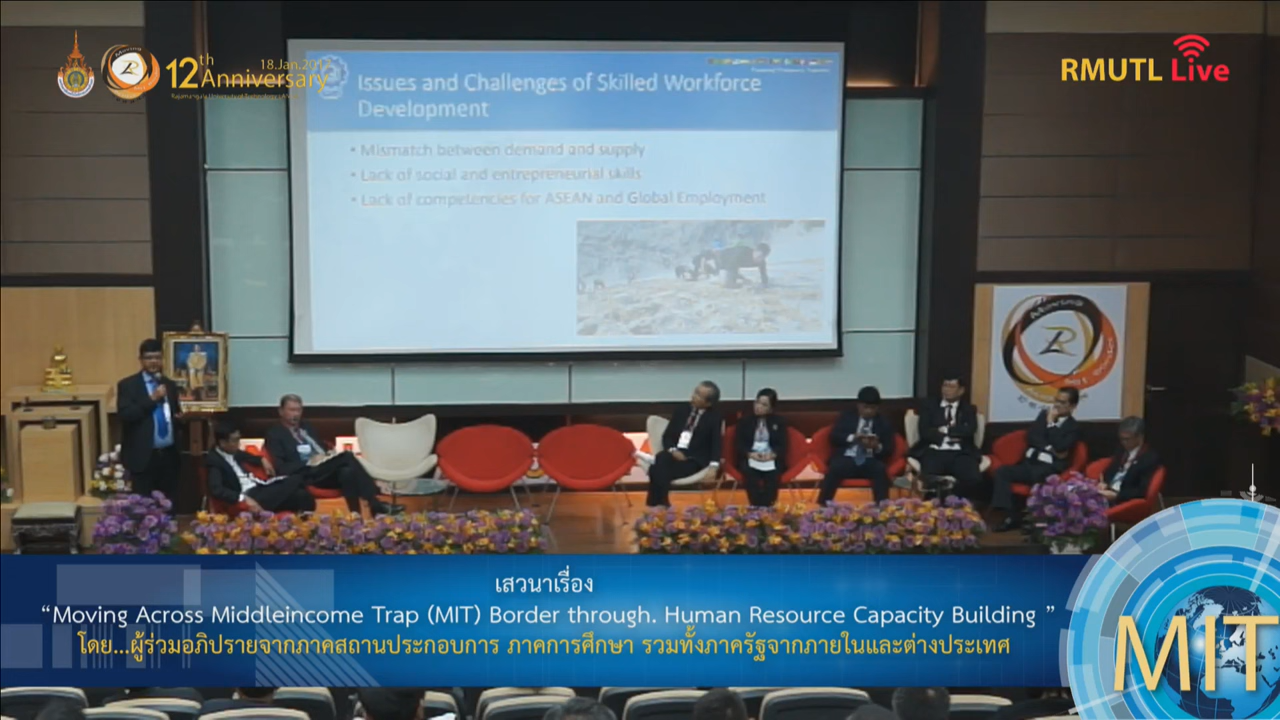 12th
18.Jan.2017
Anniversary
RMUTL Live
Issues and Challenges of Skilled Workforce
Development
• Mismatch between demand and supply
• Lack of social and entrepreneurial skills
• Lack of competencies for ASEAN and Global Employment
Moving
เสวนาเรื่อง
“Moving Across Middleincome Trap (MIT) Border through. Human Resource Capacity Building ”
โดย...ผู้ร่วมอภิปรายจากภาคสถานประกอบการ ภาคการศึกษา รวมทั้งภาครัฐจากภายในและต่างประเทศ
MIT